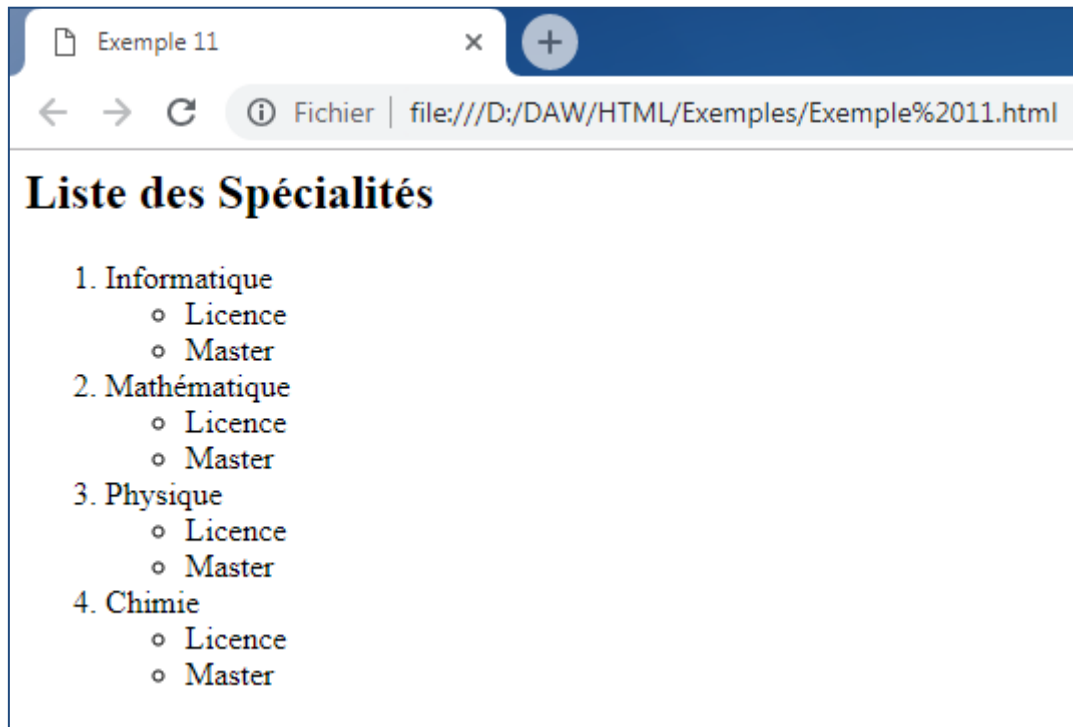 Exemple 11
Fichier file:///D:/DAW/HTML/Exemples/Exemple%2011.html
Liste des Spécialités
1. Informatique
Licence
Master
2. Mathématique
Licence
Master
3. Physique
Licence
Master
4. Chimie
Licence
Master